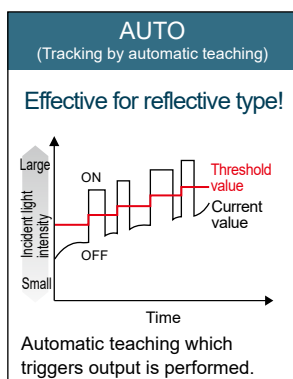 AUTO
(Tracking by automatic teaching)
Effective for reflective type!
Large
Incident light
intensity
Small
ON
OFF
Threshold
value
Current
value
Time
Automatic teaching which
triggers output is performed.